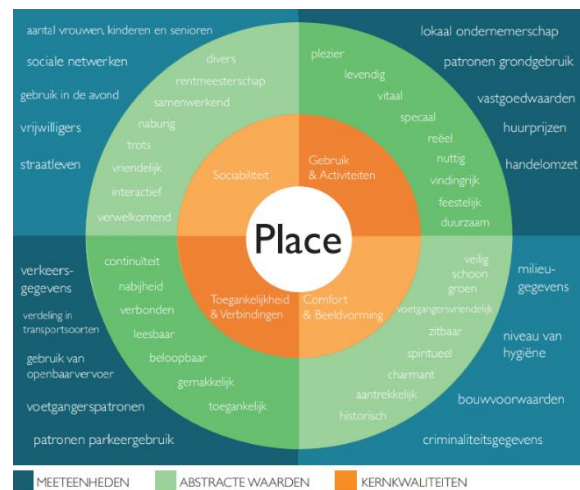 aantal vrouwen, kinderen en senioren
sociale netwerken
gebruik in de avond
vrijwilligers
straatleven
divers
rentmeesterschap
samenwerkend
naburig
trots
vriendelijk
interactief
verwelkomend
Sociabiliteit
lokaal ondernemerschap
patronen grondgebruik
vastgoedwaarden
huurprijzen
handelomzet
plezier
levendig
vitaal
specaal
reëel
nuttig
vindingrijk
feestelijk
duurzaam
Gebruik
& Activiteiten
Place
verkeers-
gegevens
verdeling in
transportsoorten
gebruik van
openbaarvervoer
voetgangerspatronen
patronen parkeergebruik
continuïteit
nabijheid
verbonden
leesbaar
beloopbaar
gemakkelijk
toegankelijk
Toegankelijkheid
& Verbindingen
Comfort
& Beeldvorming
veilig
schoon
groen
voetgangersvriendelijk
zitbaar
spiritueel
charmant
aantrekkelijk
historisch
milieu-
gegevens
niveau van
hygiëne
bouwvoorwaarden
criminaliteitsgegevens
MEETEENHEDEN
ABSTRACTE WAARDEN
KERNKWALITEITEN